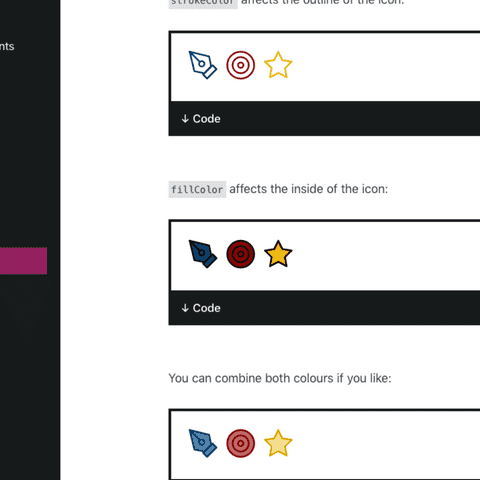 strokeColor affects the outline of the icon:
nts
↓ Code
fillColor affects the inside of the icon:
↓ Code
You can combine both colours if you like: